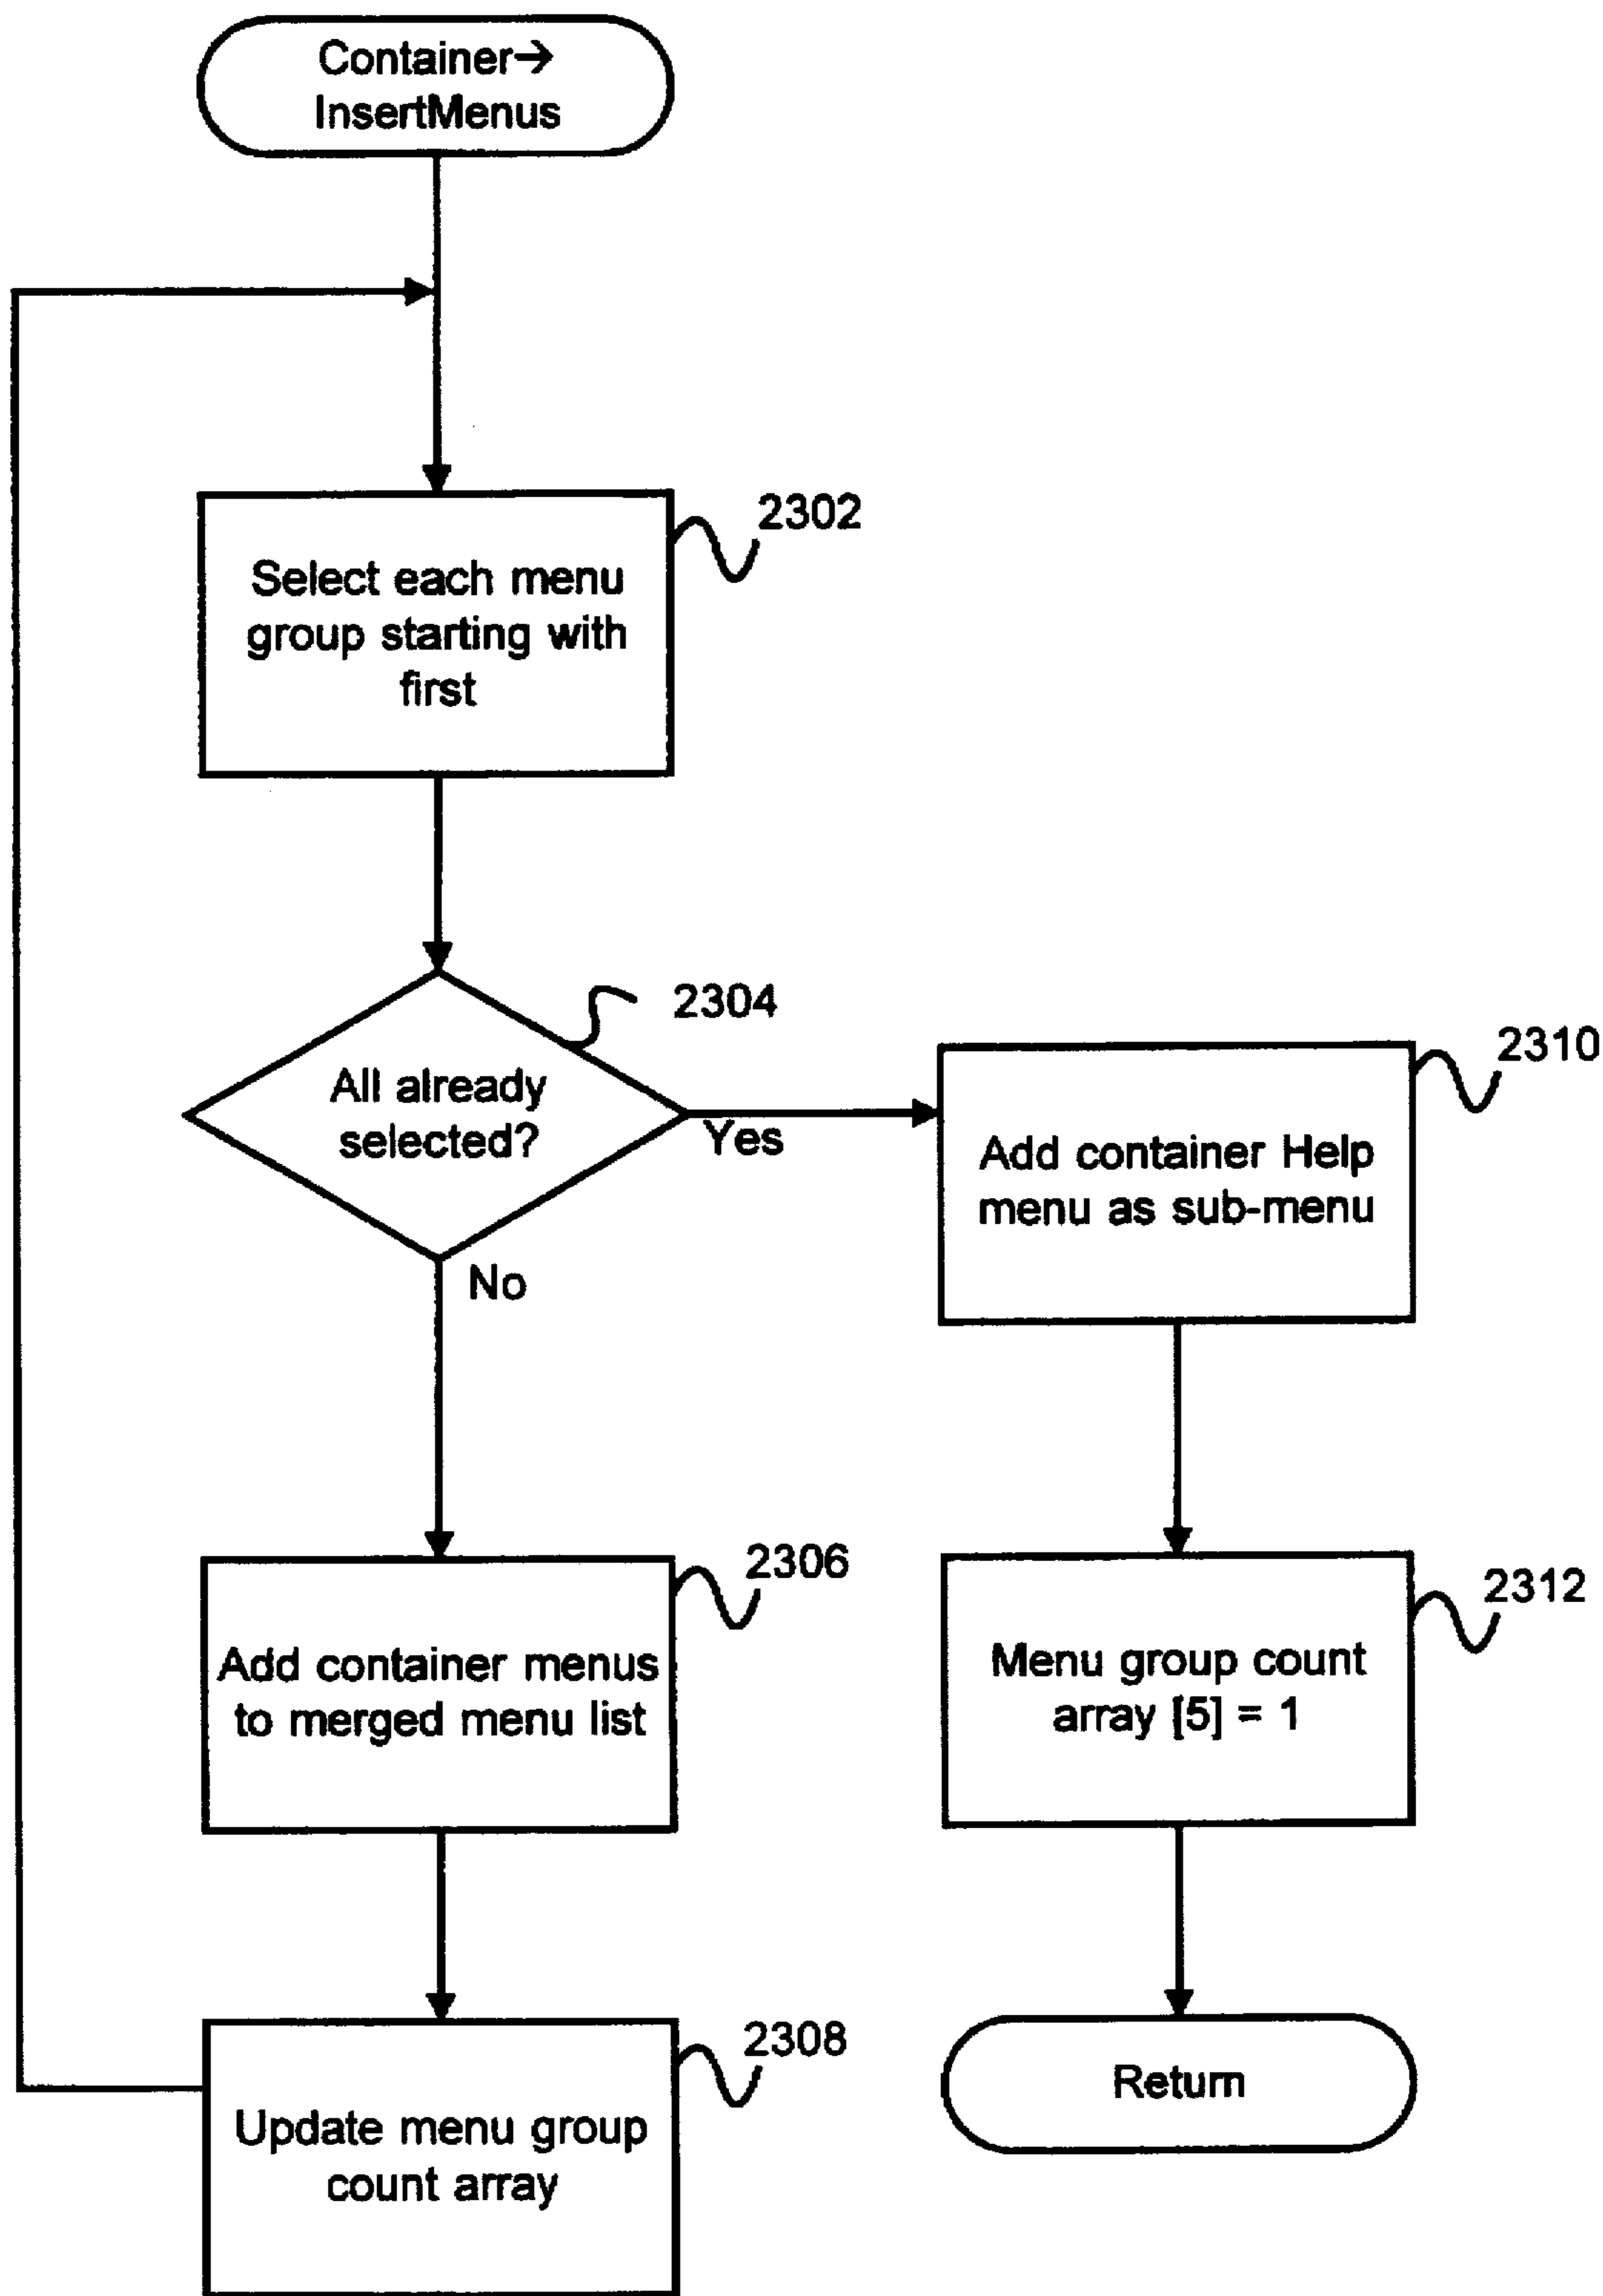 Container→
InsertMenus
2302
Select each menu
group starting with
first
2304
All already
selected?
Yes
No
2310
Add container Help
menu as sub-menu
2306
Add container menus
to merged menu list
2312
Menu group count
array [5] = 1
2308
Update menu group
count array
Return